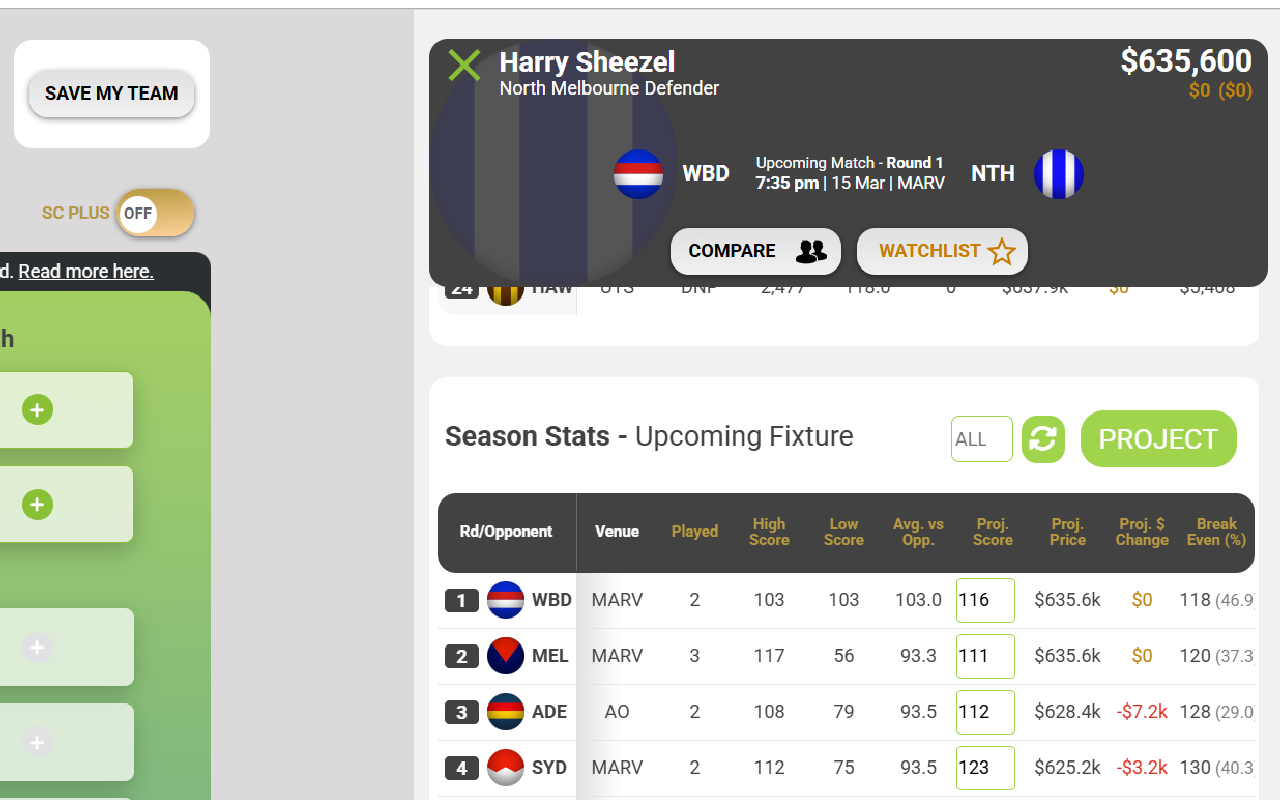 SAVE MY TEAM
SC PLUS OFF
d. Read more here.
h
Harry Sheezel
North Melbourne Defender
$635,600
$0 ($0)
WBD
Upcoming Match - Round 1
7:35 pm | 15 Mar | MARV
NTH
COMPARE
WATCHLIST
24 HAW UTS DNP 2,477 118.0 0 $637.9k $0 $5,408
Season Stats - Upcoming Fixture
ALL
PROJECT
Rd/Opponent Venue Played High Score Low Score Avg. vs Opp. Proj. Score Proj. Price Proj. $ Change Break Even (%)
1 WBD MARV 2 103 103 103.0 116 $635.6k $0 118 (46.9
2 MEL MARV 3 117 56 93.3 111 $635.6k $0 120 (37.3
3 ADE AO 2 108 79 93.5 112 $628.4k -$7.2k 128 (29.0
4 SYD MARV 2 112 75 93.5 123 $625.2k -$3.2k 130 (40.3